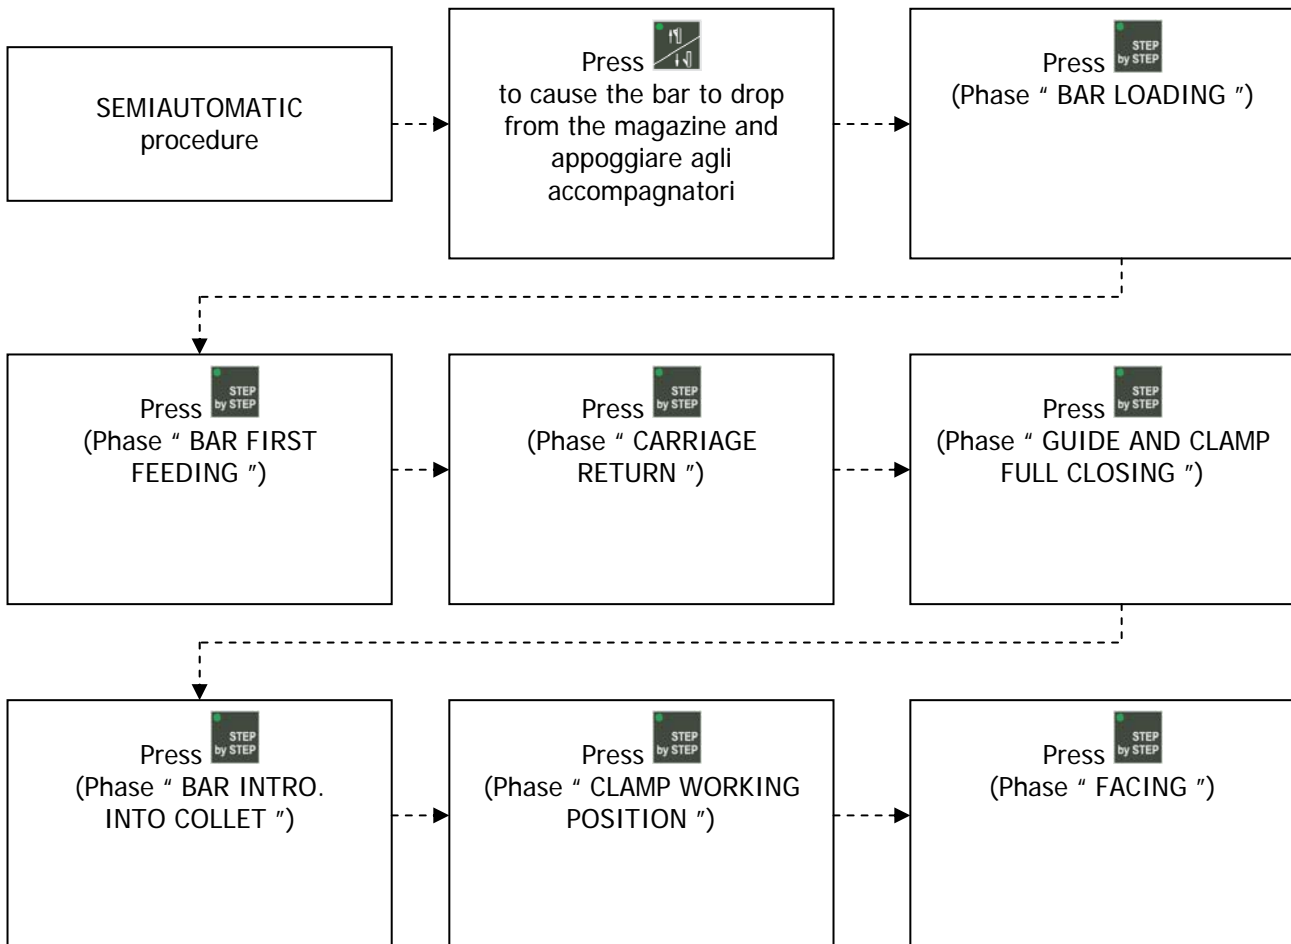 SEMIAUTOMATIC
procedure
Press
to cause the bar to drop
from the magazine and
appoggiare agli
accompagnatori
Press STEP by STEP
(Phase “ BAR LOADING ”)
Press STEP by STEP
(Phase “ BAR FIRST
FEEDING ”)
Press STEP by STEP
(Phase “ CARRIAGE
RETURN ”)
Press STEP by STEP
(Phase “ GUIDE AND CLAMP
FULL CLOSING ”)
Press STEP by STEP
(Phase “ BAR INTRO.
INTO COLLET ”)
Press STEP by STEP
(Phase “ CLAMP WORKING
POSITION ”)
Press STEP by STEP
(Phase “ FACING ”)